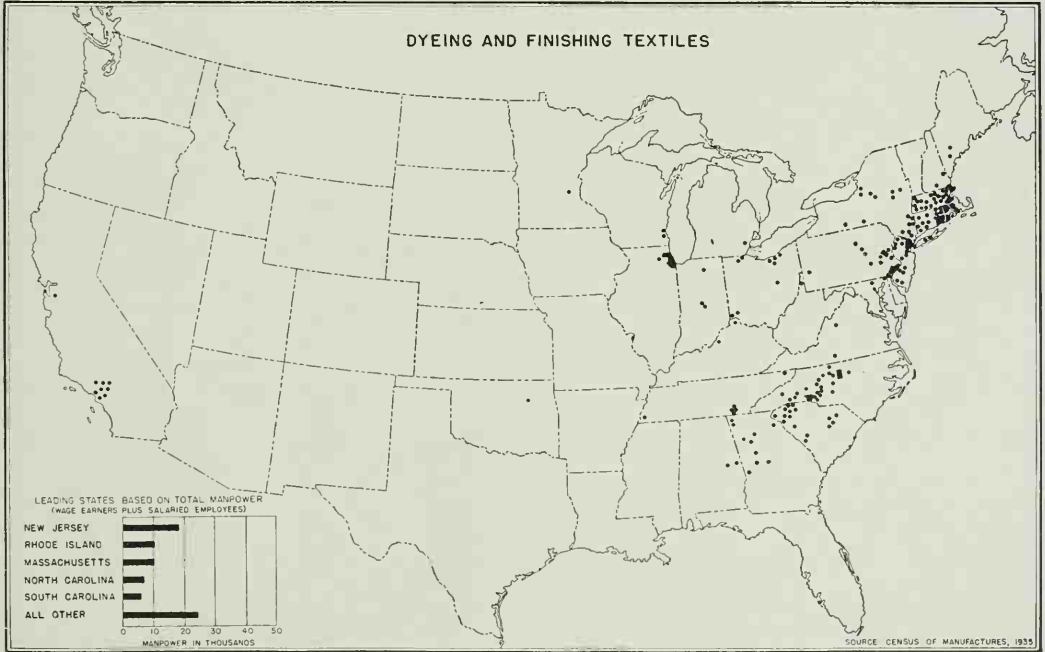 DYEING AND FINISHING TEXTILES
LEADING STATES BASED ON TOTAL MANPOWER
(WAGE EARNERS PLUS SALARIED EMPLOYEES)
NEW JERSEY
RHODE ISLAND
MASSACHUSETTS
NORTH CAROLINA
SOUTH CAROLINA
ALL OTHER
0 10 20 30 40 50
MANPOWER IN THOUSANDS
SOURCE CENSUS OF MANUFACTURES, 1935